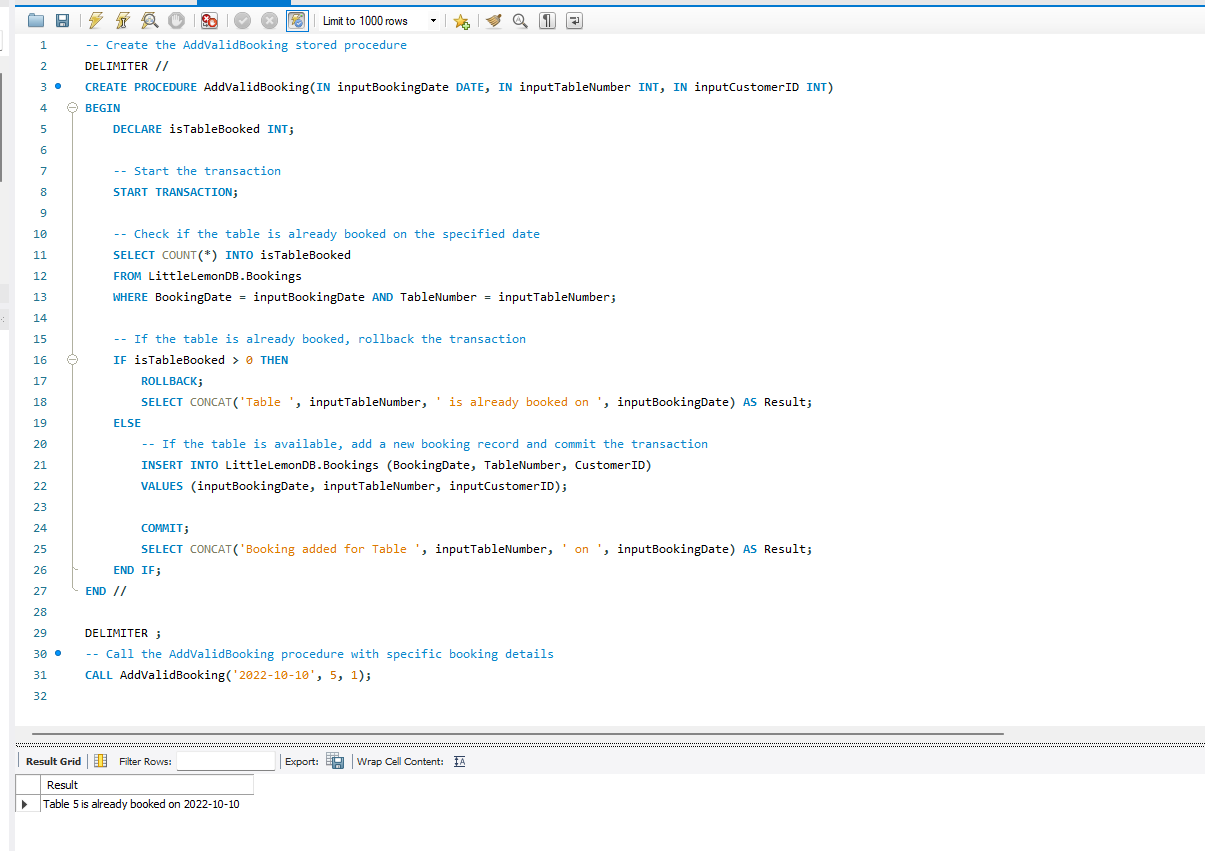 Limit to 1000 rows
1 -- Create the AddValidBooking stored procedure
2 DELIMITER //
3 CREATE PROCEDURE AddValidBooking(IN inputBookingDate DATE, IN inputTableNumber INT, IN inputCustomerID INT)
4 BEGIN
5 DECLARE isTableBooked INT;
6
7 -- Start the transaction
8 START TRANSACTION;
9
10 -- Check if the table is already booked on the specified date
11 SELECT COUNT(*) INTO isTableBooked
12 FROM LittleLemonDB.Bookings
13 WHERE BookingDate = inputBookingDate AND TableNumber = inputTableNumber;
14
15 -- If the table is already booked, rollback the transaction
16 IF isTableBooked > 0 THEN
17 ROLLBACK;
18 SELECT CONCAT('Table ', inputTableNumber, ' is already booked on ', inputBookingDate) AS Result;
19 ELSE
20 -- If the table is available, add a new booking record and commit the transaction
21 INSERT INTO LittleLemonDB.Bookings (BookingDate, TableNumber, CustomerID)
22 VALUES (inputBookingDate, inputTableNumber, inputCustomerID);
23
24 COMMIT;
25 SELECT CONCAT('Booking added for Table ', inputTableNumber, ' on ', inputBookingDate) AS Result;
26 END IF;
27 END //
28
29 DELIMITER ;
30 -- Call the AddValidBooking procedure with specific booking details
31 CALL AddValidBooking('2022-10-10', 5, 1);
32
Result Grid Filter Rows: Export: Wrap Cell Content:
Result
Table 5 is already booked on 2022-10-10